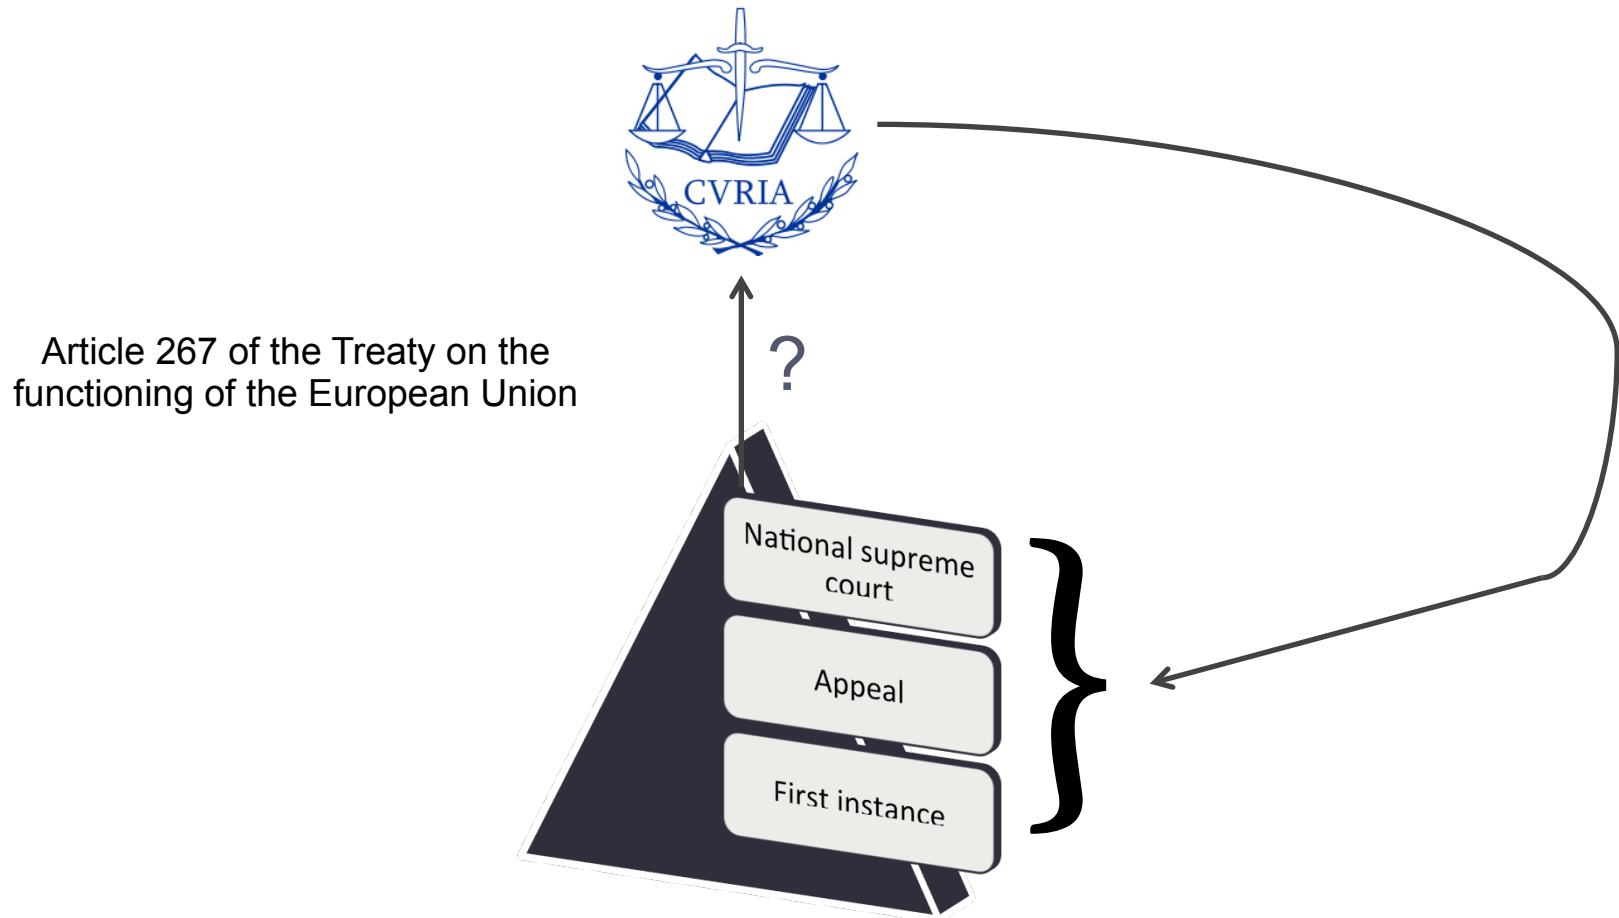 CVRIA
Article 267 of the Treaty on the
functioning of the European Union
?
National supreme
court
Appeal
First instance
}